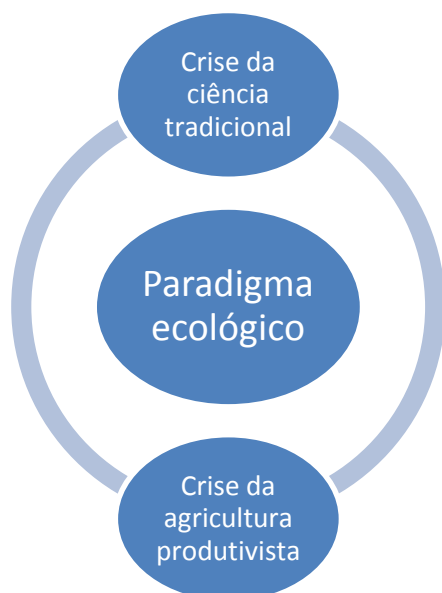 Crise da
ciência
tradicional
Paradigma
ecológico
Crise da
agricultura
produtivista